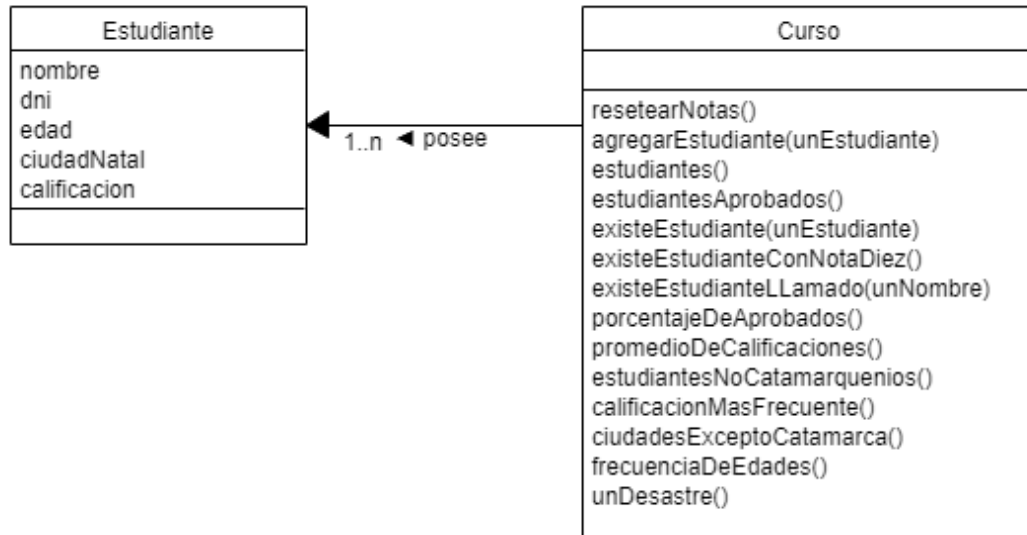 Estudiante
nombre
dni
edad
ciudadNatal
calificacion
1..n ◄ posee
Curso
resetearNotas()
agregarEstudiante(unEstudiante)
estudiantes()
estudiantesAprobados()
existeEstudiante(unEstudiante)
existeEstudianteConNotaDiez()
existeEstudianteLLamado(unNombre)
porcentajeDeAprobados()
promedioDeCalificaciones()
estudiantesNoCatamarquenios()
calificacionMasFrecuente()
ciudadesExceptoCatamarca()
frecuenciaDeEdades()
unDesastre()